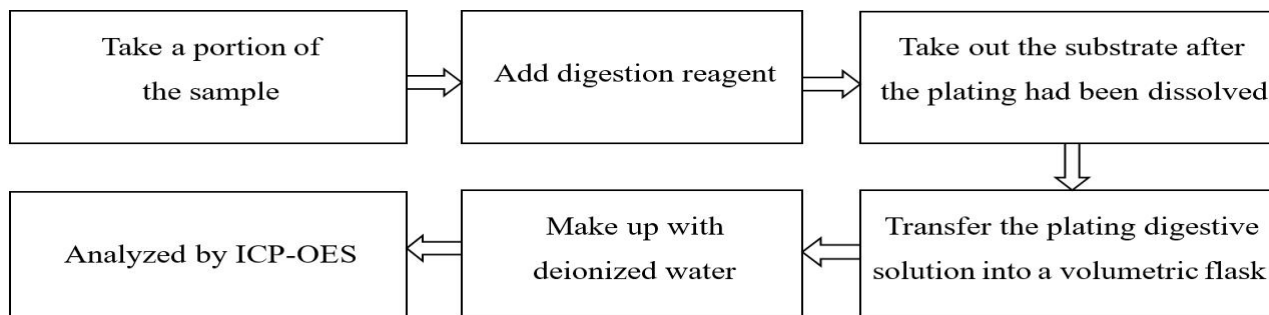 Take a portion of
the sample
Add digestion reagent
Take out the substrate after
the plating had been dissolved
Transfer the plating digestive
solution into a volumetric flask
Make up with
deionized water
Analyzed by ICP-OES